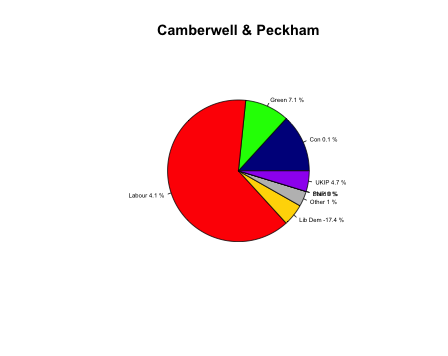 Camberwell & Peckham
Green 7.1 %
Con 0.1 %
Labour 4.1 %
UKIP 4.7 %
Other 1 %
Lib Dem -17.4 %